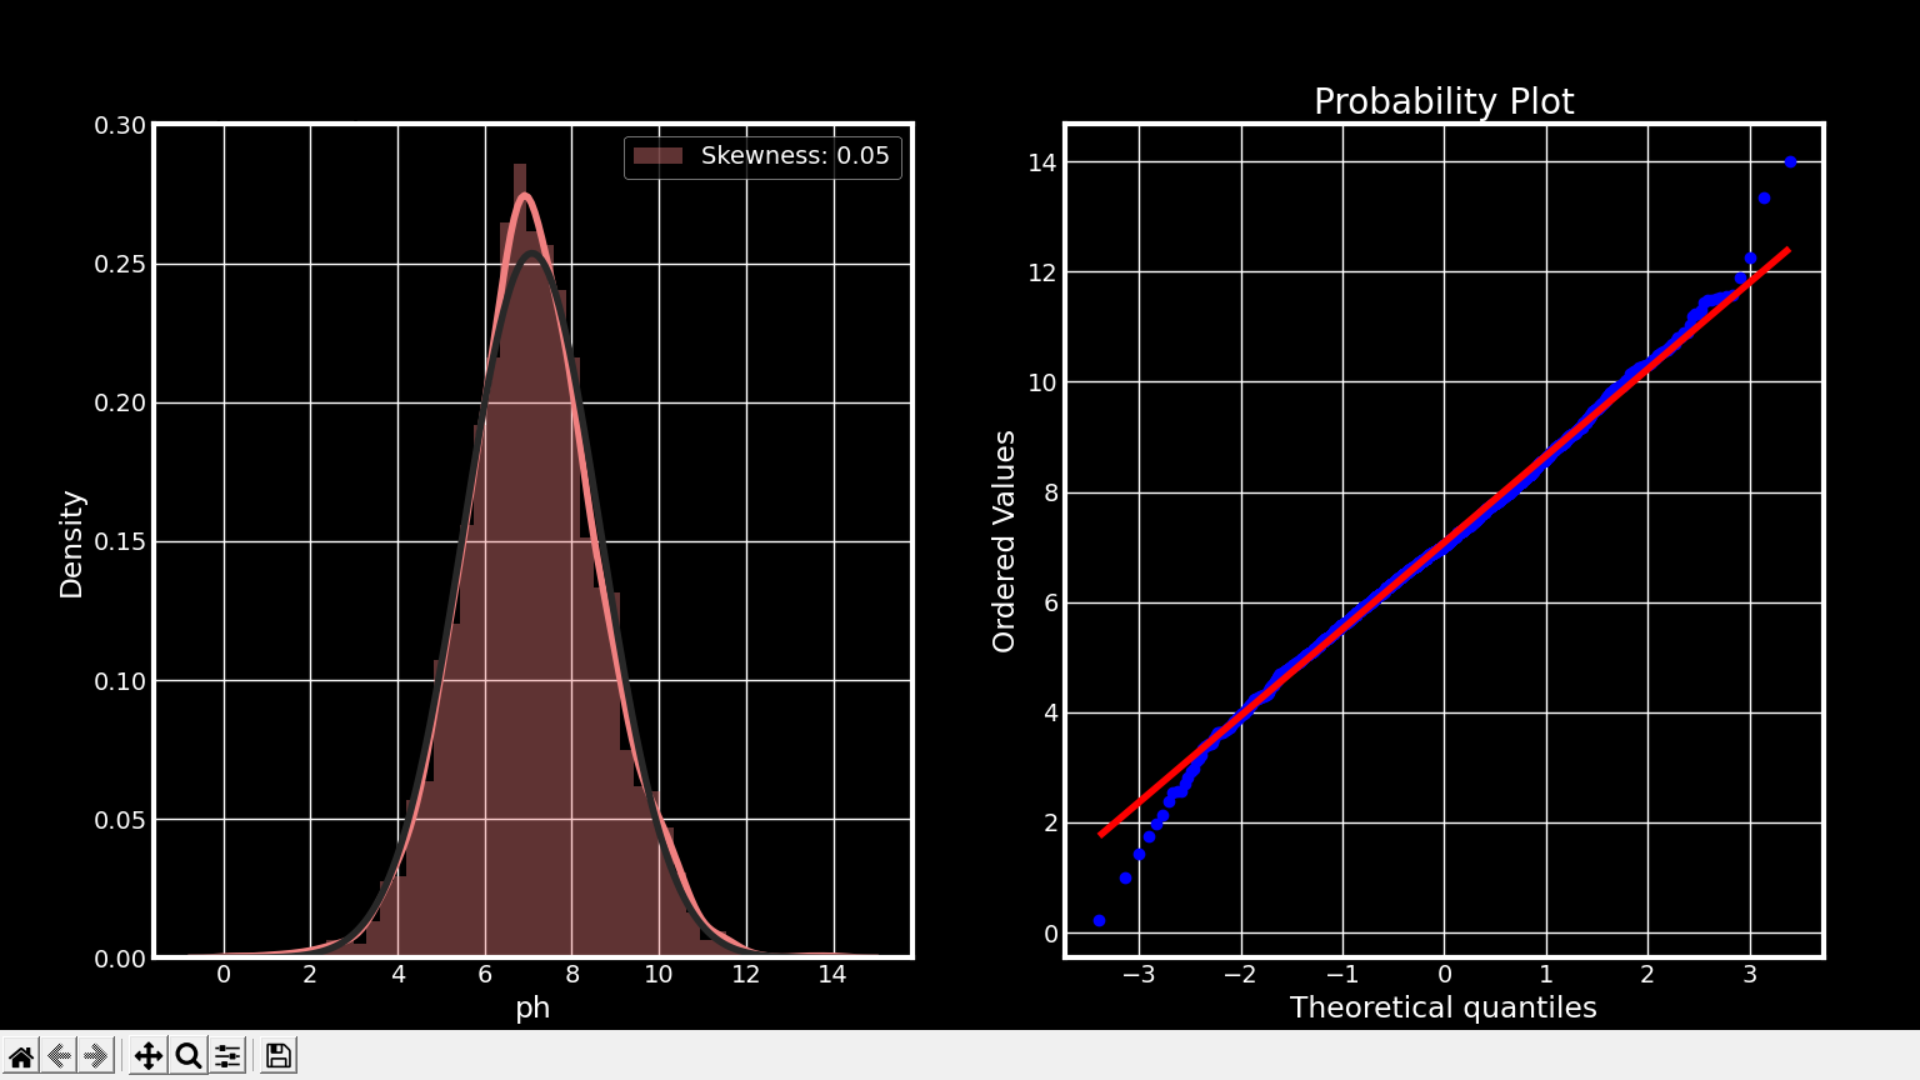 Skewness: 0.05
0.30
0.25
0.20
0.15
0.10
0.05
0.00
Density
0 2 4 6 8 10 12 14
ph
Probability Plot
14
12
10
8
6
4
2
0
Ordered Values
−3 −2 −1 0 1 2 3
Theoretical quantiles